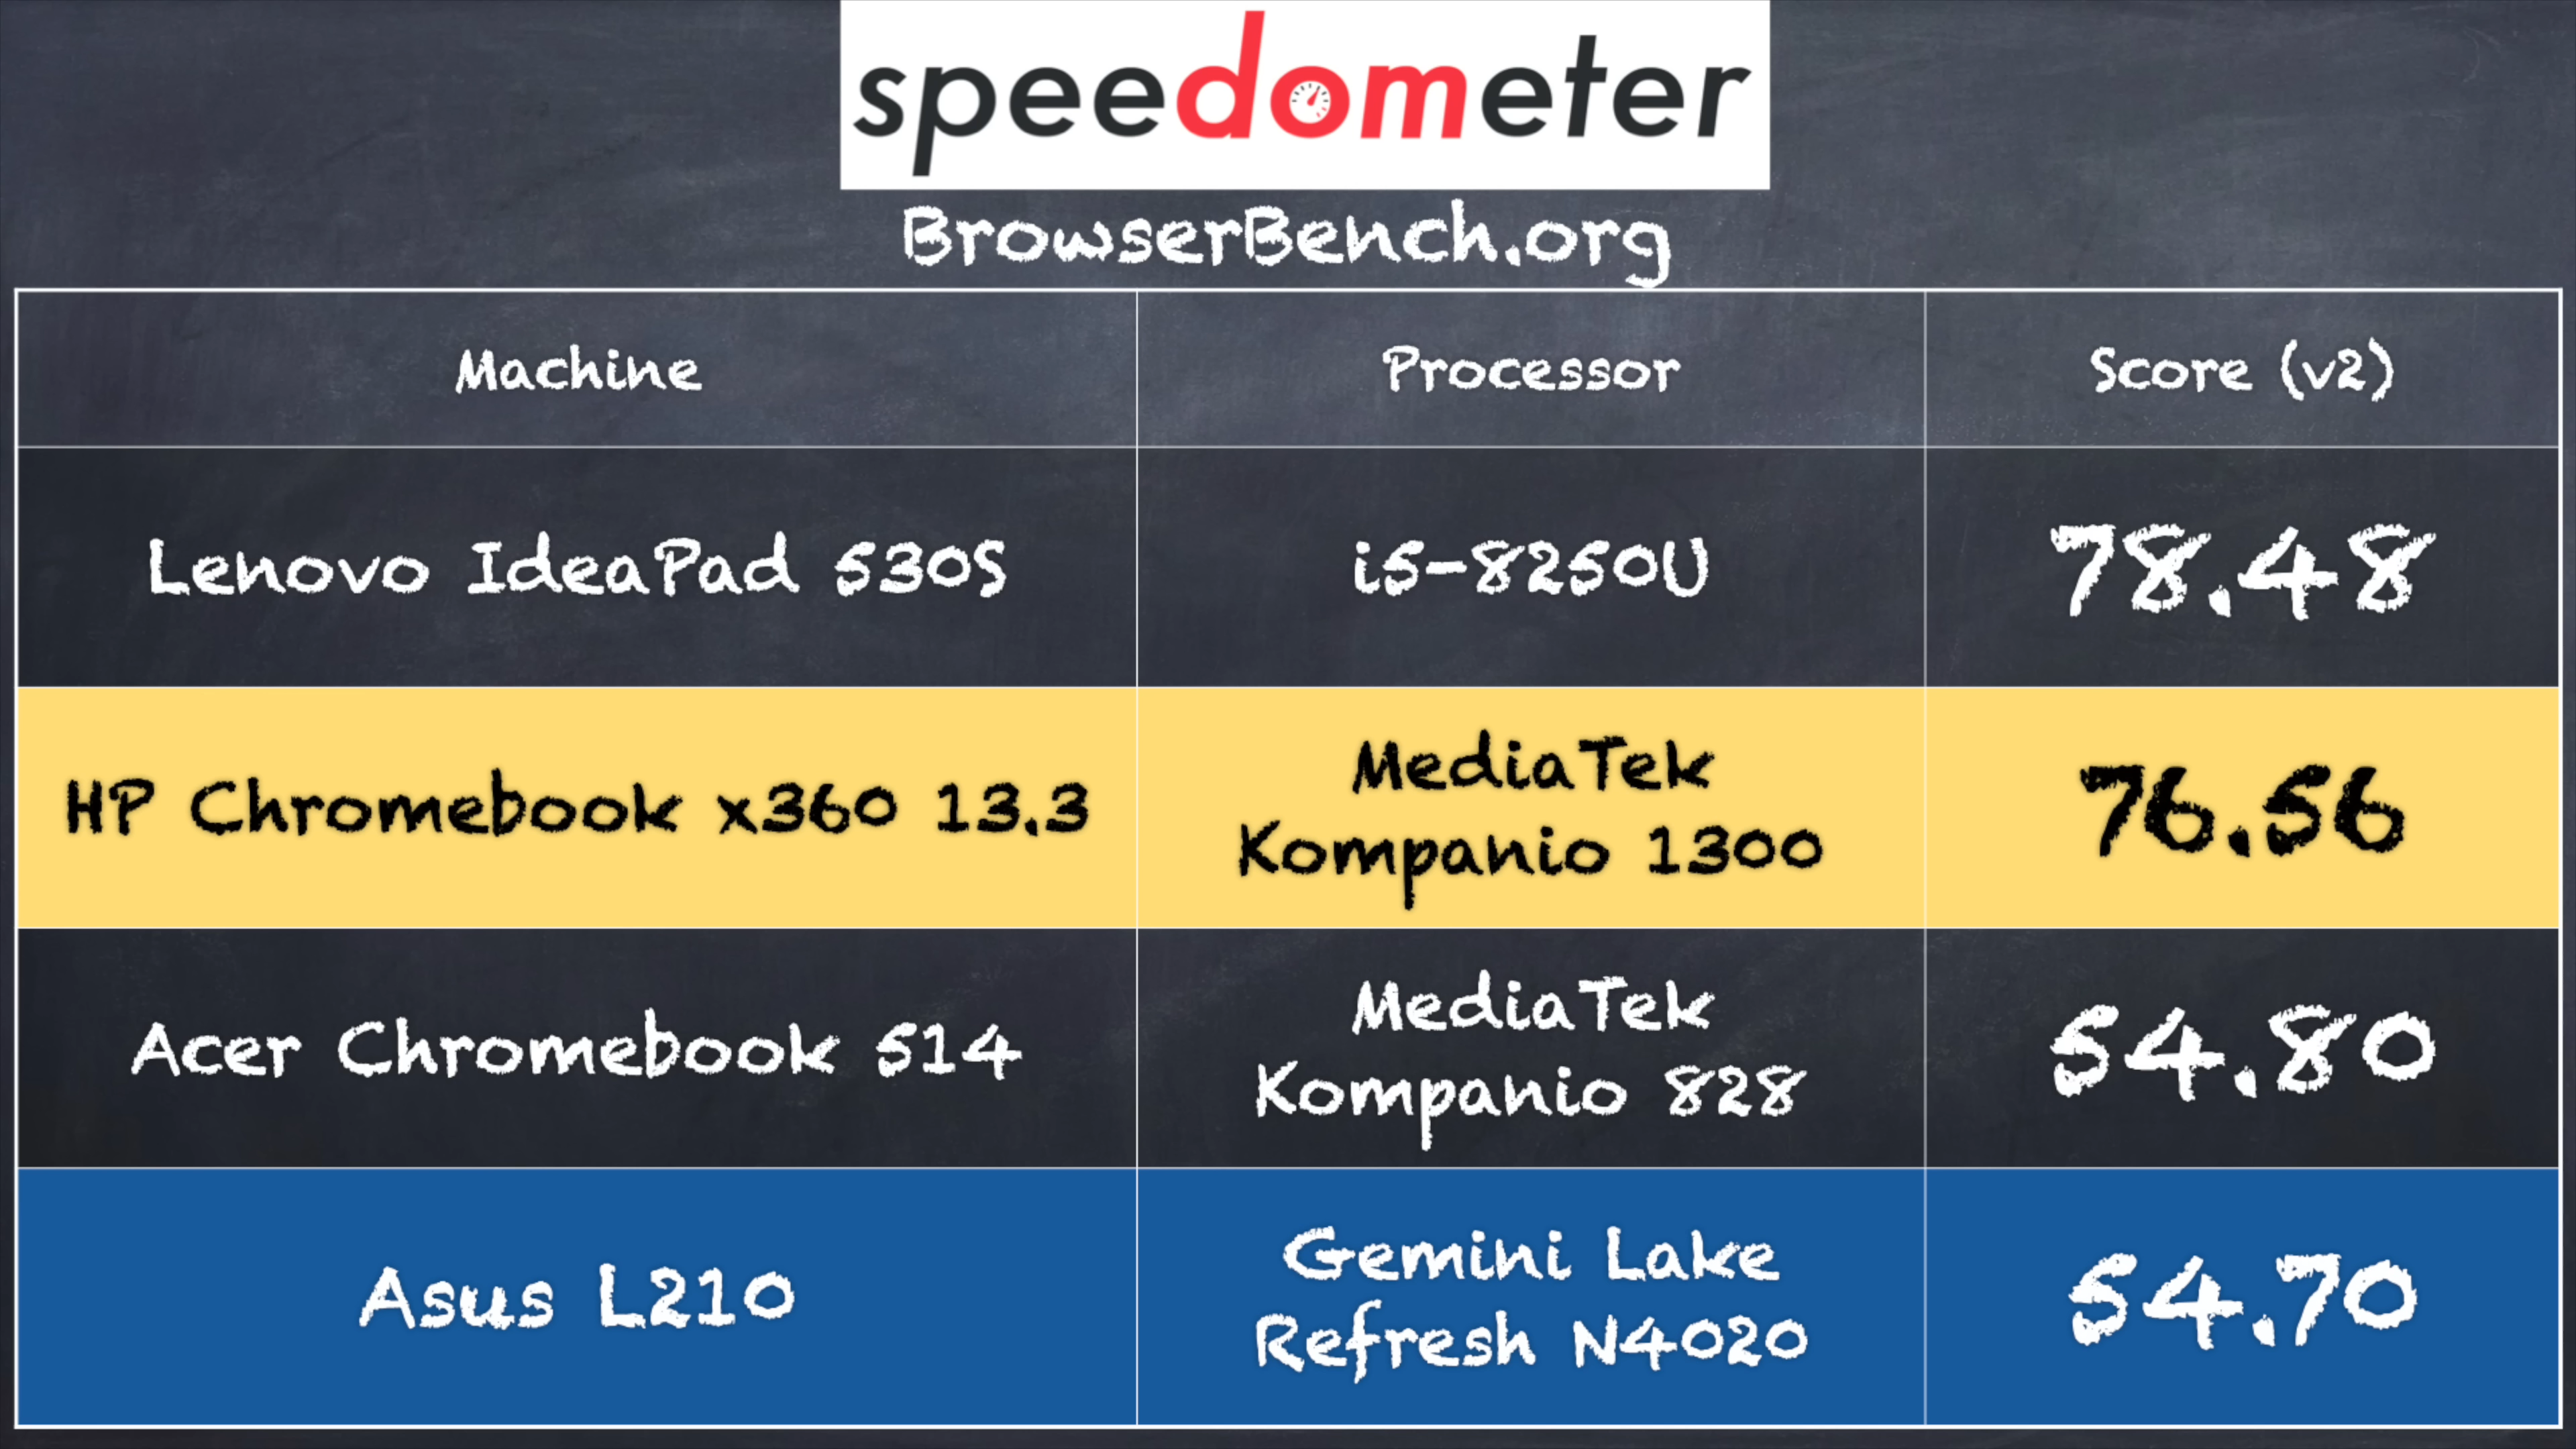 speedometer
BrowserBench.org
Machine Processor Score (v2)
Lenovo IdeaPad 530S i5-8250U 78.48
HP Chromebook x360 13.3 MediaTek Kompanio 1300 76.56
Acer Chromebook 514 MediaTek Kompanio 828 54.80
Asus L210 Gemini Lake Refresh N4020 54.70